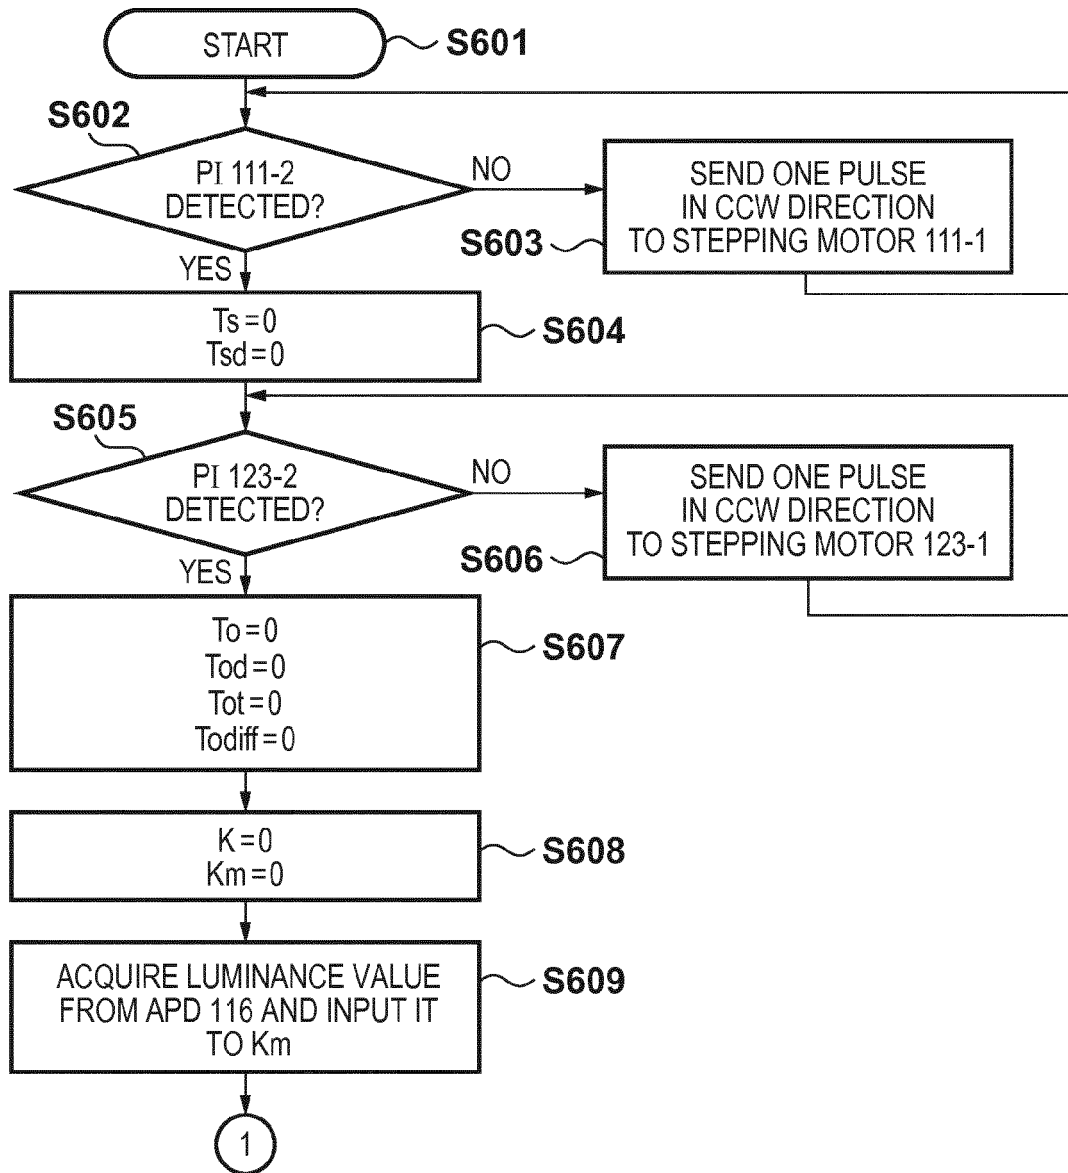 START
S601
S602
PI 111-2
DETECTED?
NO
SEND ONE PULSE
IN CCW DIRECTION
TO STEPPING MOTOR 111-1
S603
YES
Ts=0
Tsd=0
S604
S605
PI 123-2
DETECTED?
NO
SEND ONE PULSE
IN CCW DIRECTION
TO STEPPING MOTOR 123-1
S606
YES
To=0
Tod=0
Tot=0
Todiff=0
S607
K=0
Km=0
S608
ACQUIRE LUMINANCE VALUE
FROM APD 116 AND INPUT IT
TO Km
S609
1